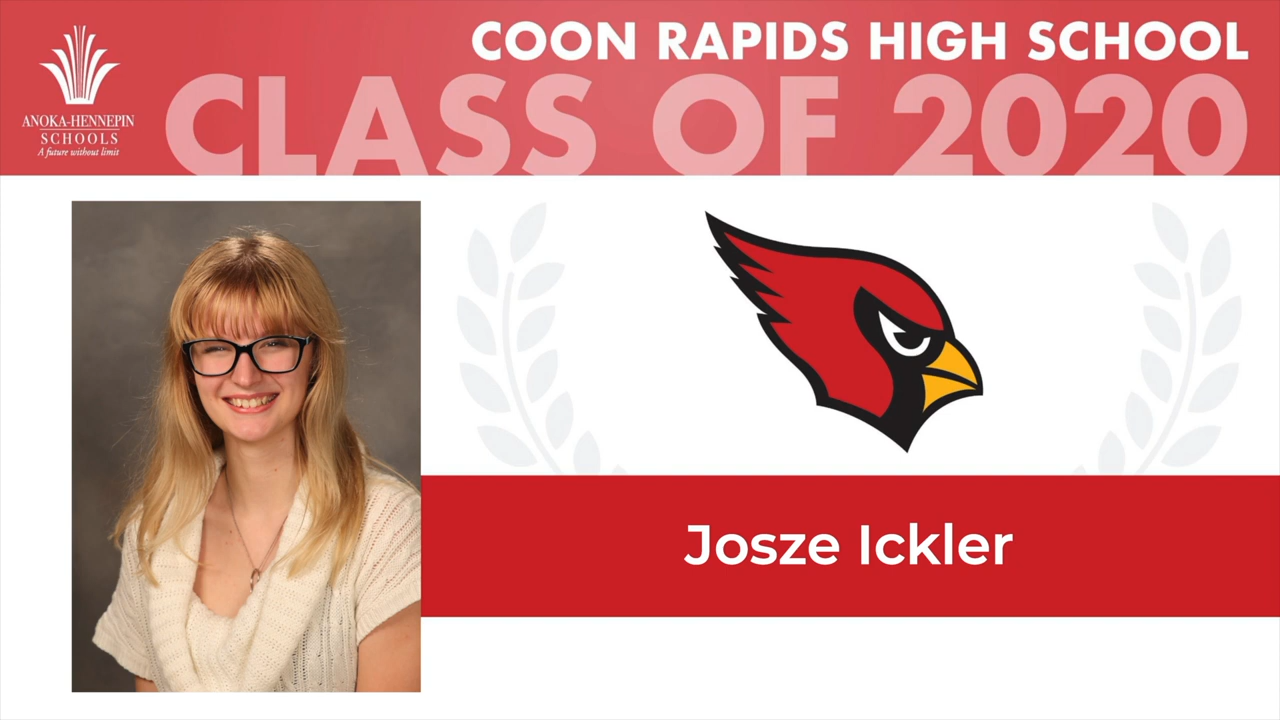 COON RAPIDS HIGH SCHOOL
CLASS OF 2020
ANOKA-HENNEPIN
SCHOOLS
A future without limit
Josze Ickler